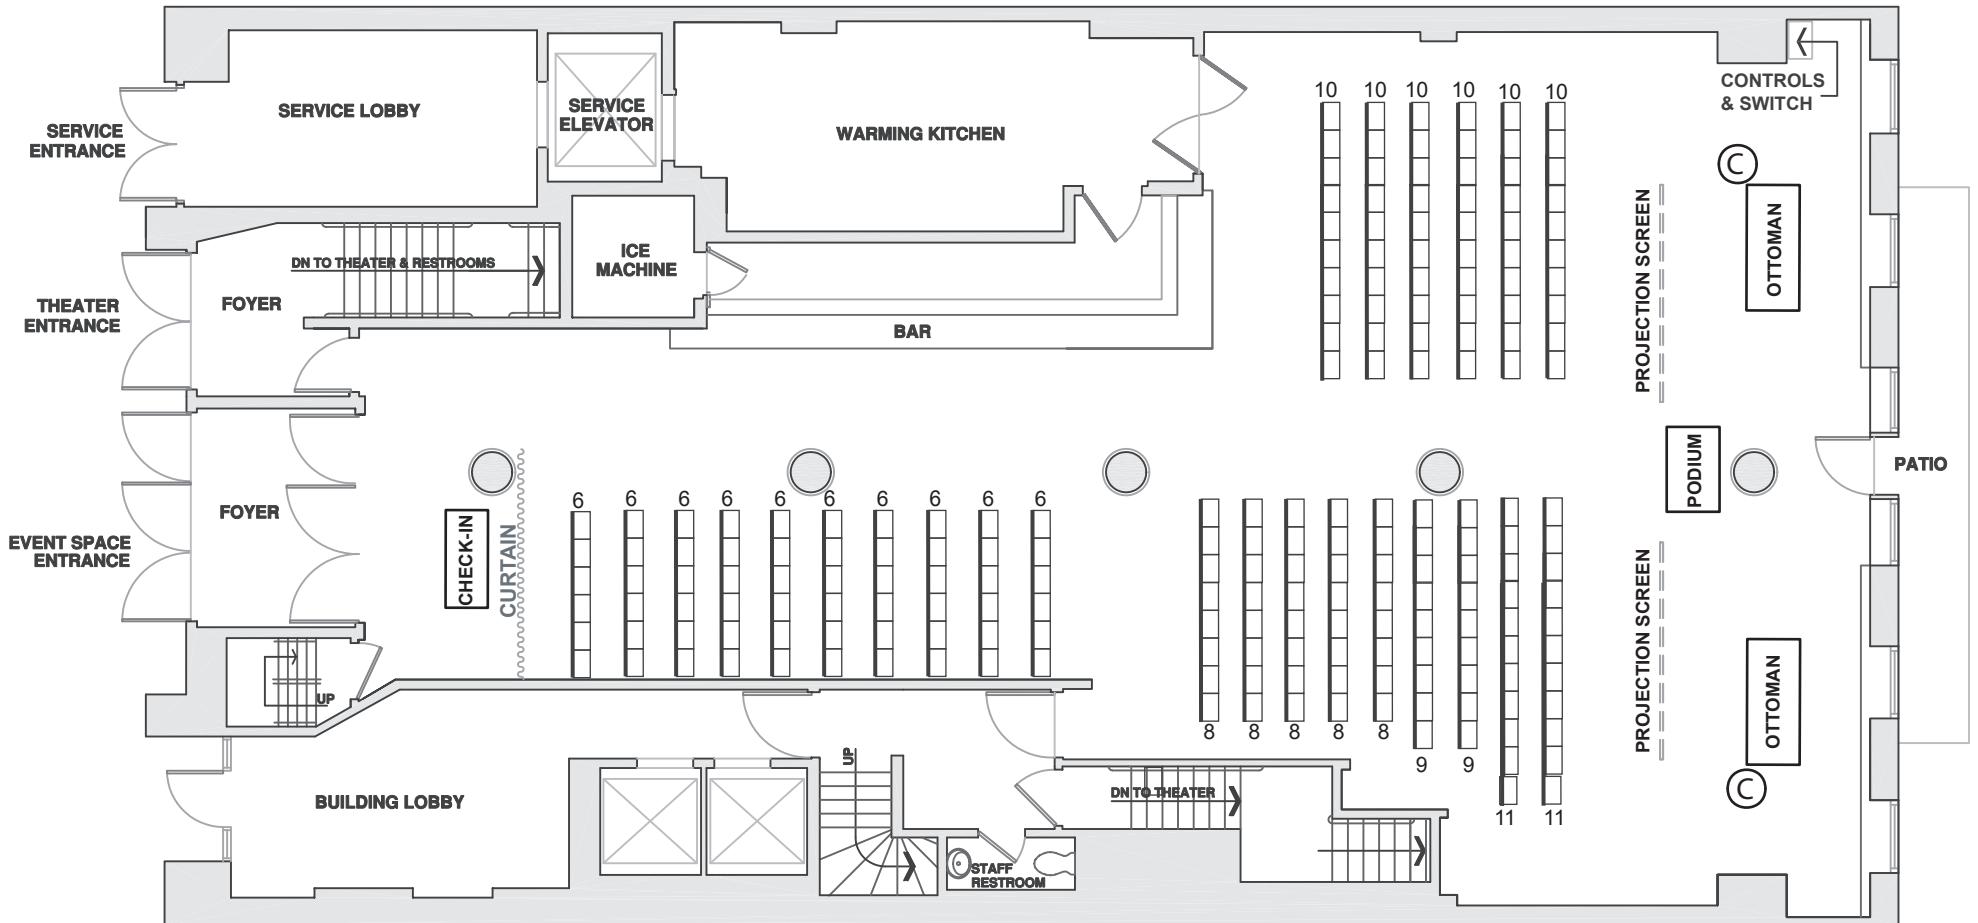 10 10 10 10 10 10
CONTROLS
& SWITCH
SERVICE LOBBY
SERVICE
ELEVATOR
WARMING KITCHEN
SERVICE
ENTRANCE
C
PROJECTION SCREEN
OTTOMAN
ICE
MACHINE
DN TO THEATER & RESTROOMS
FOYER
THEATER
ENTRANCE
BAR
PODIUM
PATIO
6 6 6 6 6 6 6 6 6 6
FOYER
EVENT SPACE
ENTRANCE
CHECK-IN
CURTAIN
PROJECTION SCREEN
OTTOMAN
UP
8 8 8 8 8
9 9
11 11
C
UP
BUILDING LOBBY
DN TO THEATER
STAFF
RESTROOM